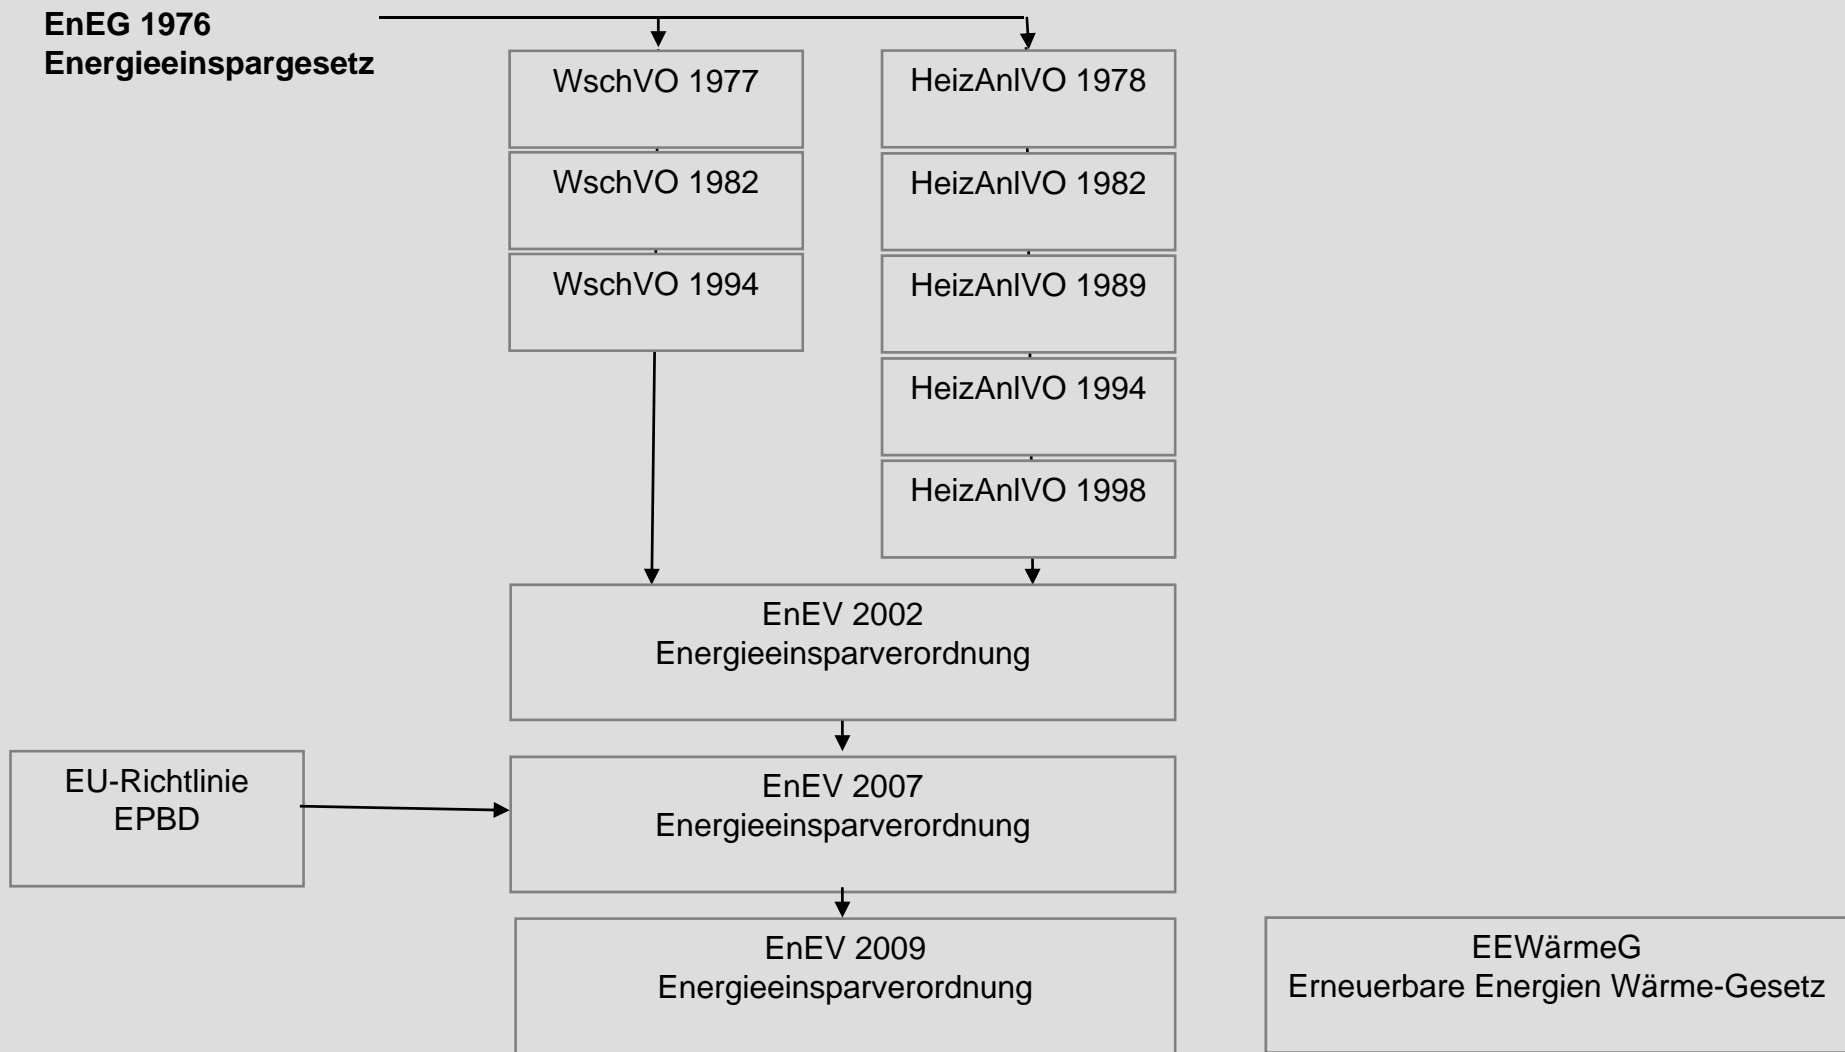 EnEG 1976
Energieeinspargesetz
WschVO 1977
HeizAnlVO 1978
WschVO 1982
HeizAnlVO 1982
WschVO 1994
HeizAnlVO 1989
HeizAnlVO 1994
HeizAnlVO 1998
EnEV 2002
Energieeinsparverordnung
EU-Richtlinie
EPBD
EnEV 2007
Energieeinsparverordnung
EnEV 2009
Energieeinsparverordnung
EEWärmeG
Erneuerbare Energien Wärme-Gesetz